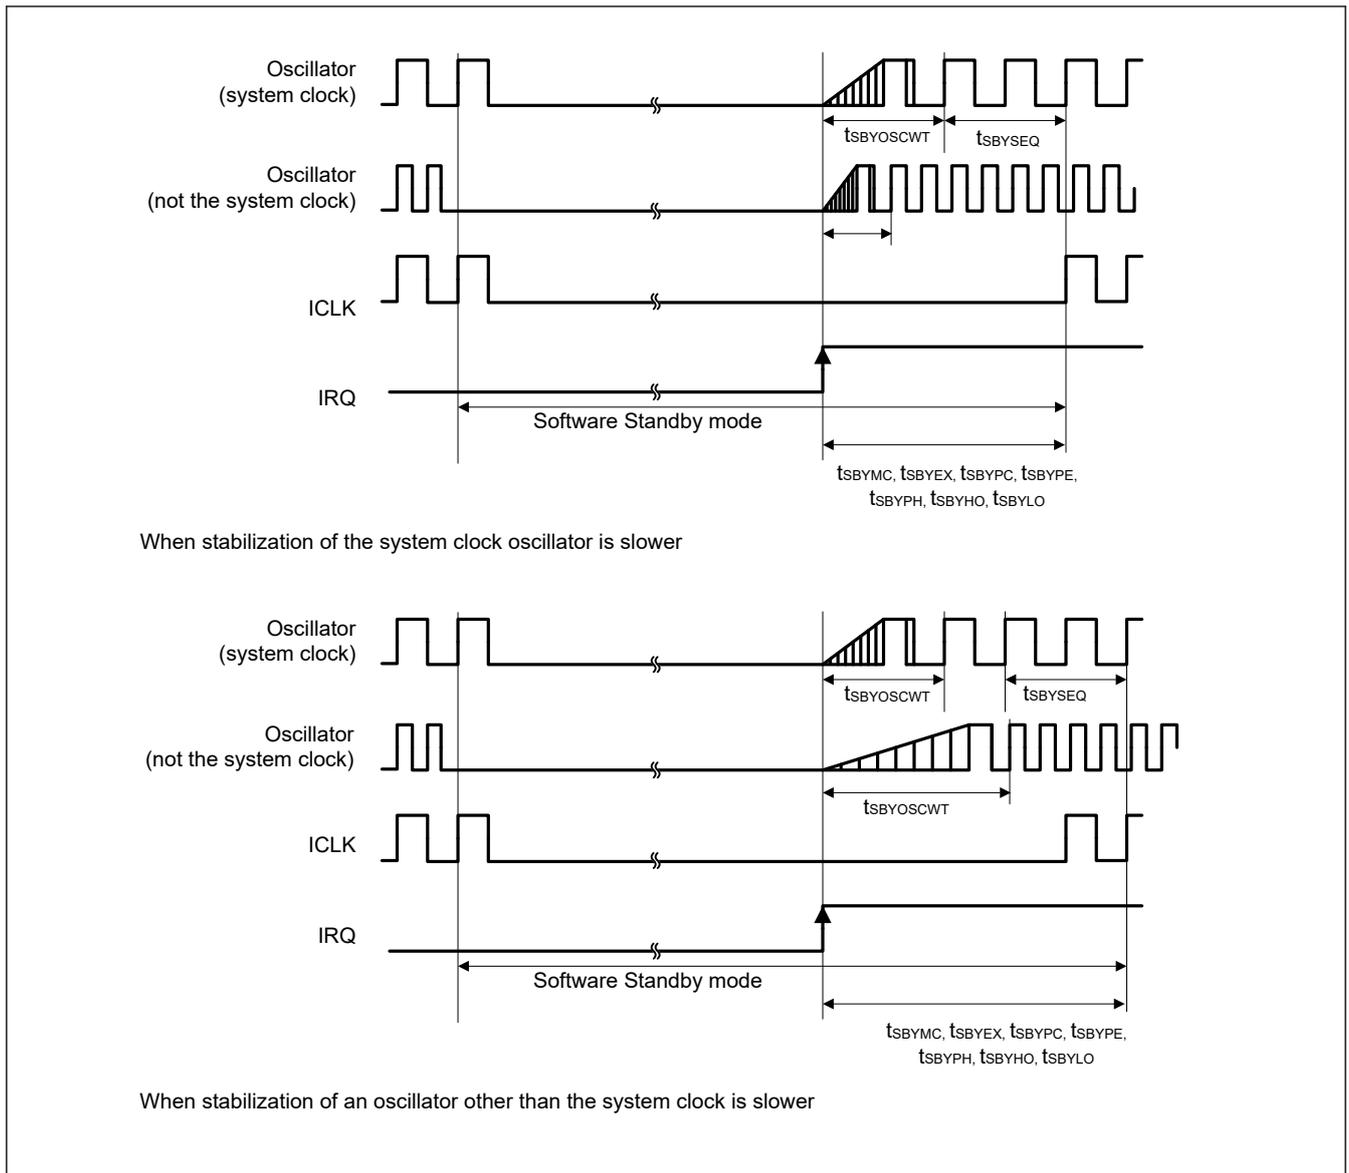 Oscillator
(system clock)
tSBYOSCWT
tSBYSEQ
Oscillator
(not the system clock)
ICLK
IRQ
Software Standby mode
tSBYMC, tSBYEX, tSBYPC, tSBYPE,
tSBYPH, tSBYHO, tSBYLO
When stabilization of the system clock oscillator is slower
Oscillator
(system clock)
tSBYOSCWT
tSBYSEQ
Oscillator
(not the system clock)
tSBYOSCWT
ICLK
IRQ
Software Standby mode
tSBYMC, tSBYEX, tSBYPC, tSBYPE,
tSBYPH, tSBYHO, tSBYLO
When stabilization of an oscillator other than the system clock is slower